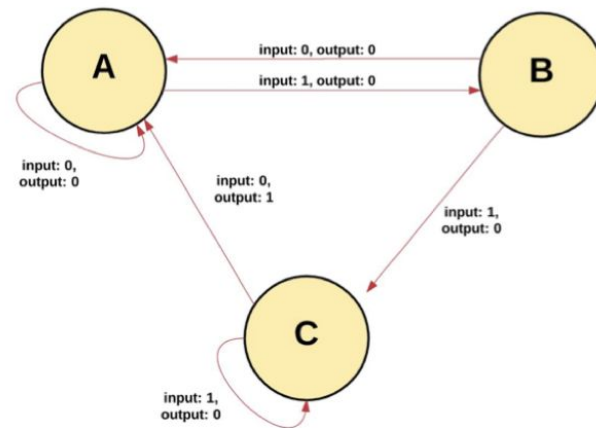 A
B
input: 0, output: 0
input: 1, output: 0
input: 0,
output: 0
input: 0,
output: 1
input: 1,
output: 0
C
input: 1,
output: 0